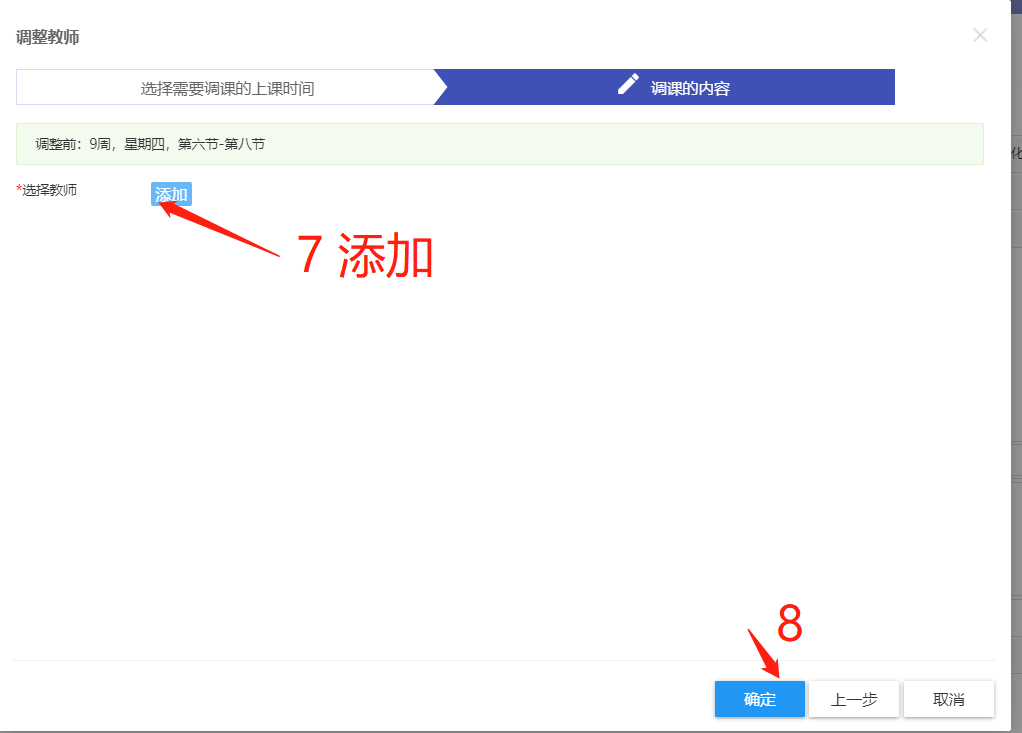 调整教师
选择需要调课的上课时间
调课的内容
调整前：9周，星期四，第六节-第八节
*选择教师
添加
7 添加
8
确定
上一步
取消
化